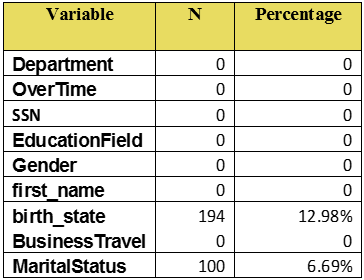 Variable N Percentage
Department 0 0
OverTime 0 0
SSN 0 0
EducationField 0 0
Gender 0 0
first_name 0 0
birth_state 194 12.98%
BusinessTravel 0 0
MaritalStatus 100 6.69%